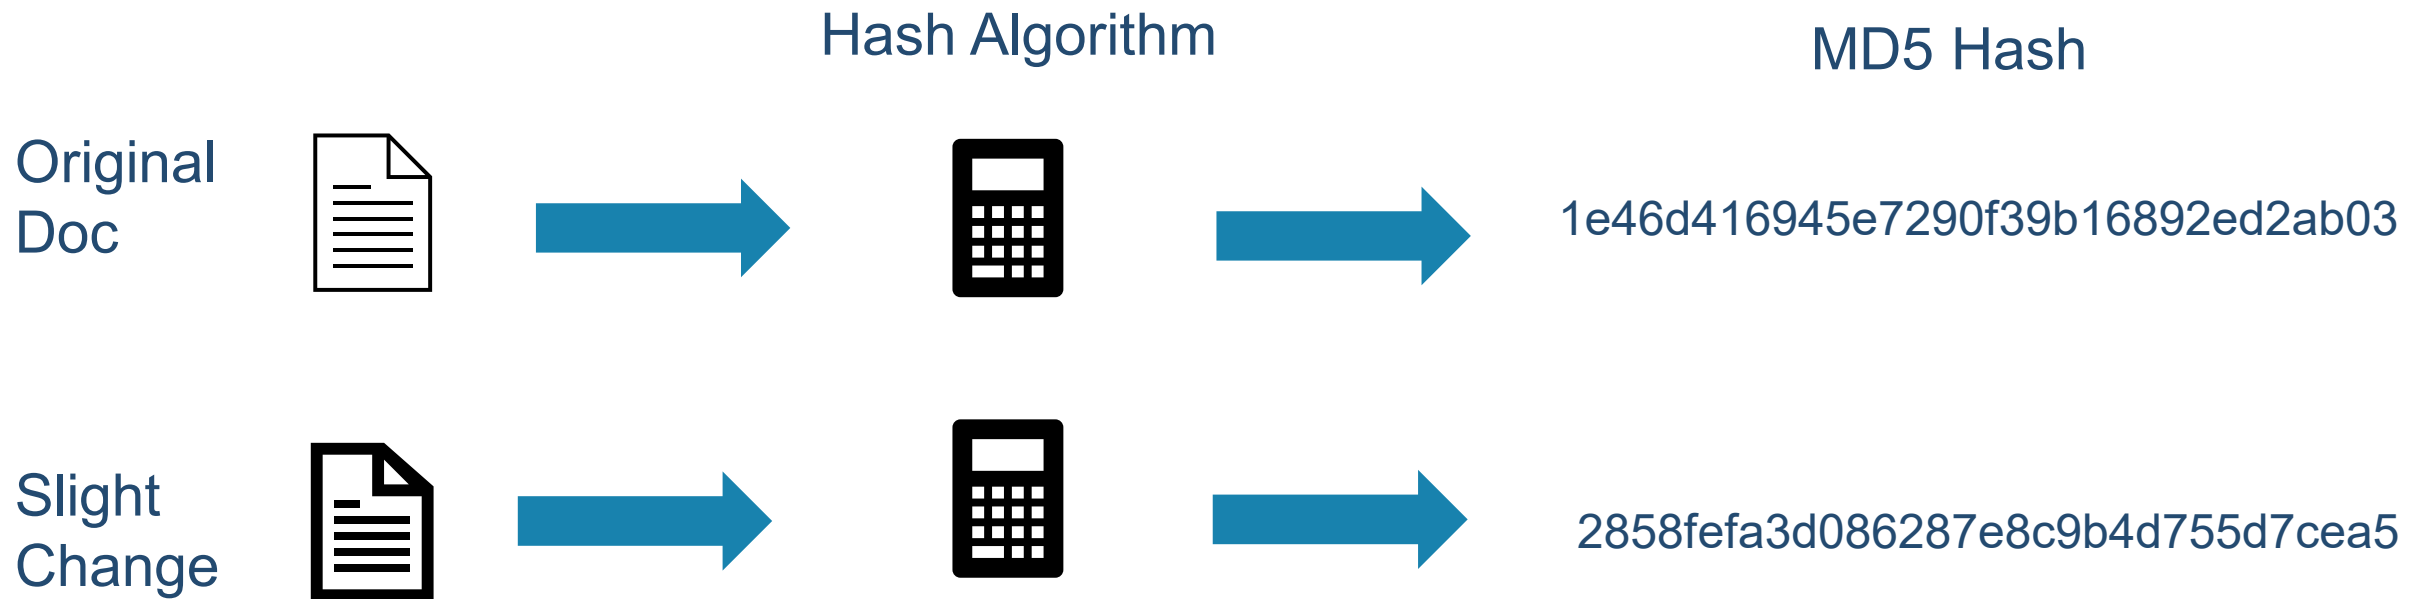 Hash Algorithm
MD5 Hash
Original
Doc
1e46d416945e7290f39b16892ed2ab03
Slight
Change
2858fefa3d086287e8c9b4d755d7cea5